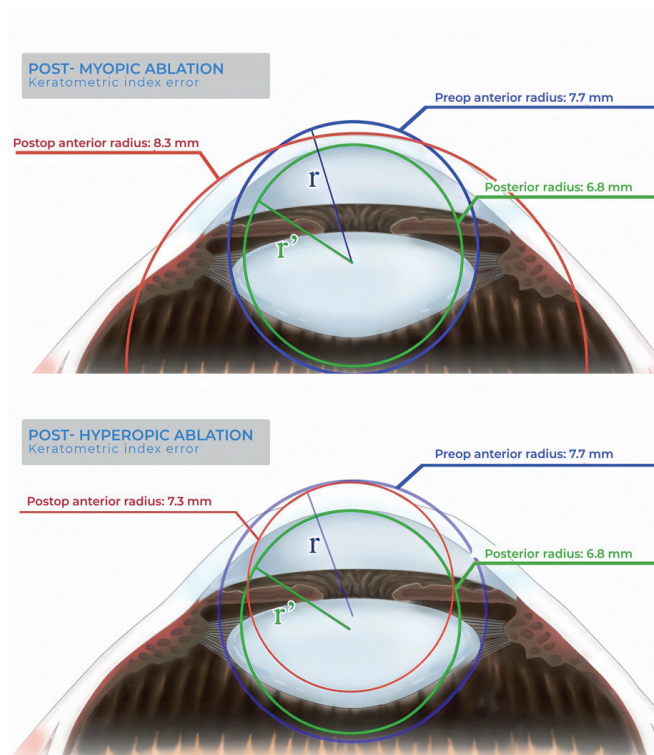 POST- MYOPIC ABLATION
Keratometric index error
Preop anterior radius: 7.7 mm
Postop anterior radius: 8.3 mm
r
Posterior radius: 6.8 mm
r’
POST- HYPEROPIC ABLATION
Keratometric index error
Preop anterior radius: 7.7 mm
Postop anterior radius: 7.3 mm
r
Posterior radius: 6.8 mm
r’